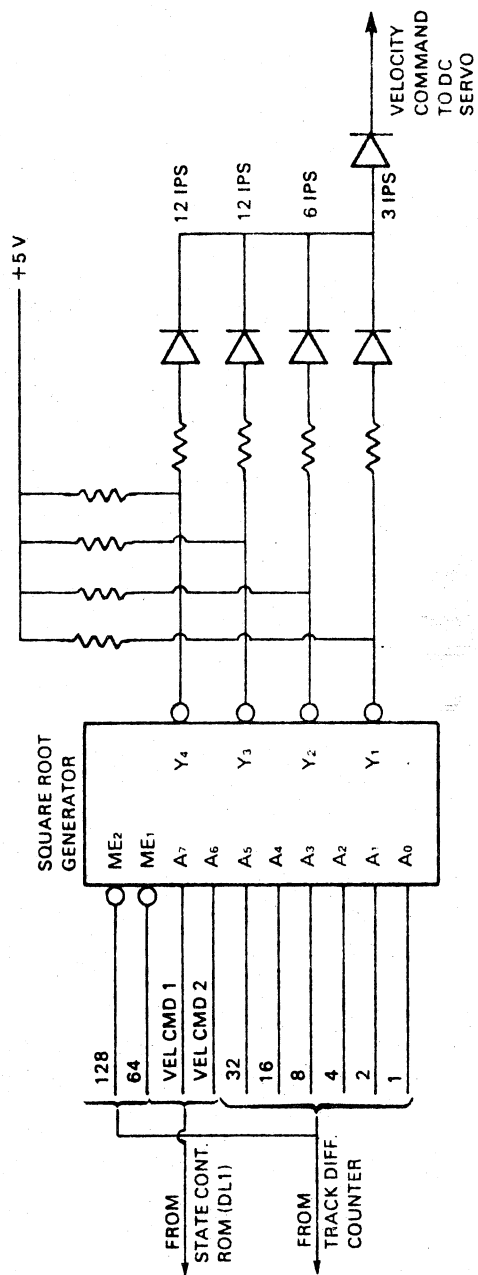 SQUARE ROOT
GENERATOR
+5 V
128
64
VEL CMD 1
VEL CMD 2
32
16
8
4
2
1
ME2
ME1
A7
A6
A5
A4
A3
A2
A1
A0
Y4
Y3
Y2
Y1
12 IPS
12 IPS
6 IPS
3 IPS
VELOCITY
COMMAND
TO DC
SERVO
FROM
STATE CONT.
ROM (DL1)
FROM
TRACK DIFF.
COUNTER